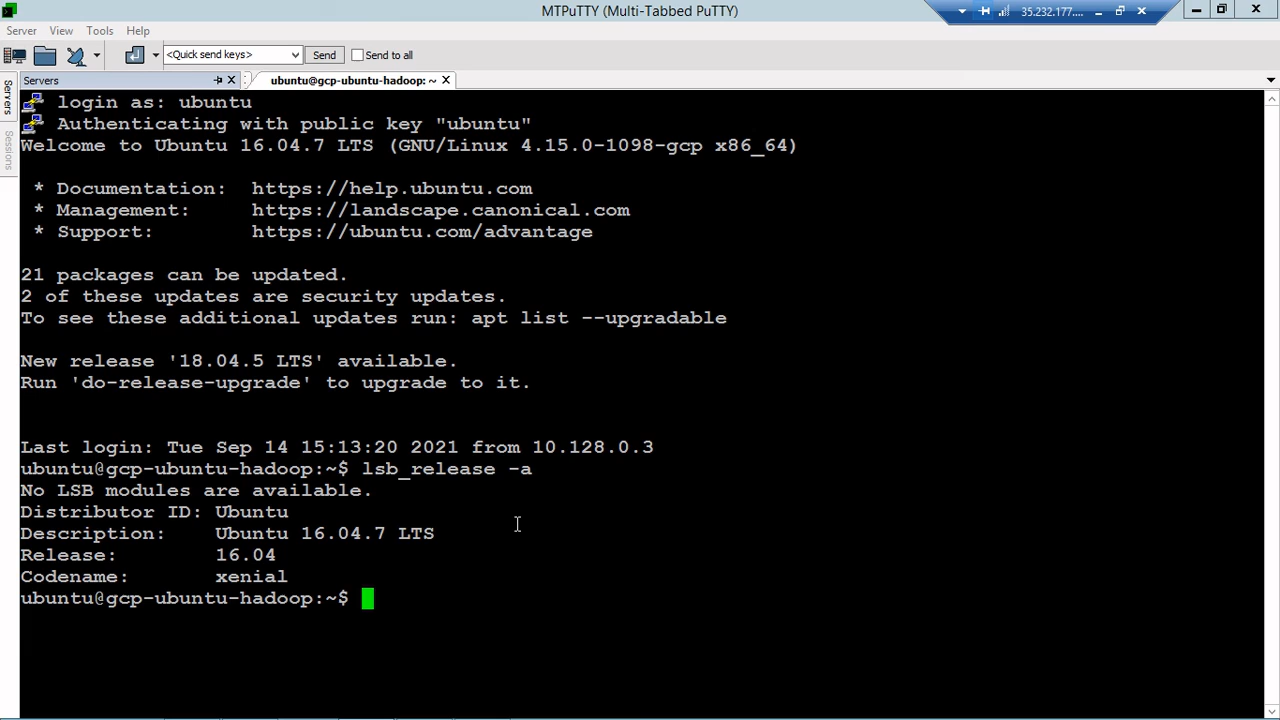 MTPuTTY (Multi-Tabbed PuTTY)
35.232.177....
Server View Tools Help
<Quick send keys> Send Send to all
Servers
ubuntu@gcp-ubuntu-hadoop: ~
Servers
Sessions
login as: ubuntu
Authenticating with public key "ubuntu"
Welcome to Ubuntu 16.04.7 LTS (GNU/Linux 4.15.0-1098-gcp x86_64)
* Documentation: https://help.ubuntu.com
* Management: https://landscape.canonical.com
* Support: https://ubuntu.com/advantage
21 packages can be updated.
2 of these updates are security updates.
To see these additional updates run: apt list --upgradable
New release '18.04.5 LTS' available.
Run 'do-release-upgrade' to upgrade to it.
Last login: Tue Sep 14 15:13:20 2021 from 10.128.0.3
ubuntu@gcp-ubuntu-hadoop:~$ lsb_release -a
No LSB modules are available.
Distributor ID: Ubuntu
Description: Ubuntu 16.04.7 LTS
Release: 16.04
Codename: xenial
ubuntu@gcp-ubuntu-hadoop:~$